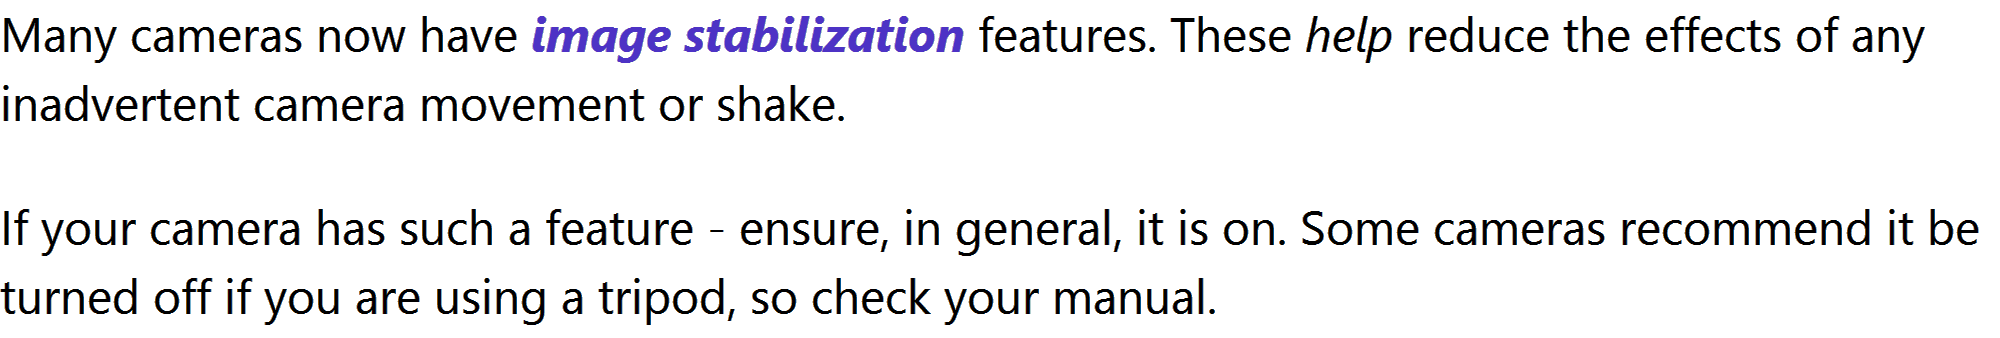 Many cameras now have image stabilization features. These help reduce the effects of any
inadvertent camera movement or shake.
If your camera has such a feature - ensure, in general, it is on. Some cameras recommend it be
turned off if you are using a tripod, so check your manual.